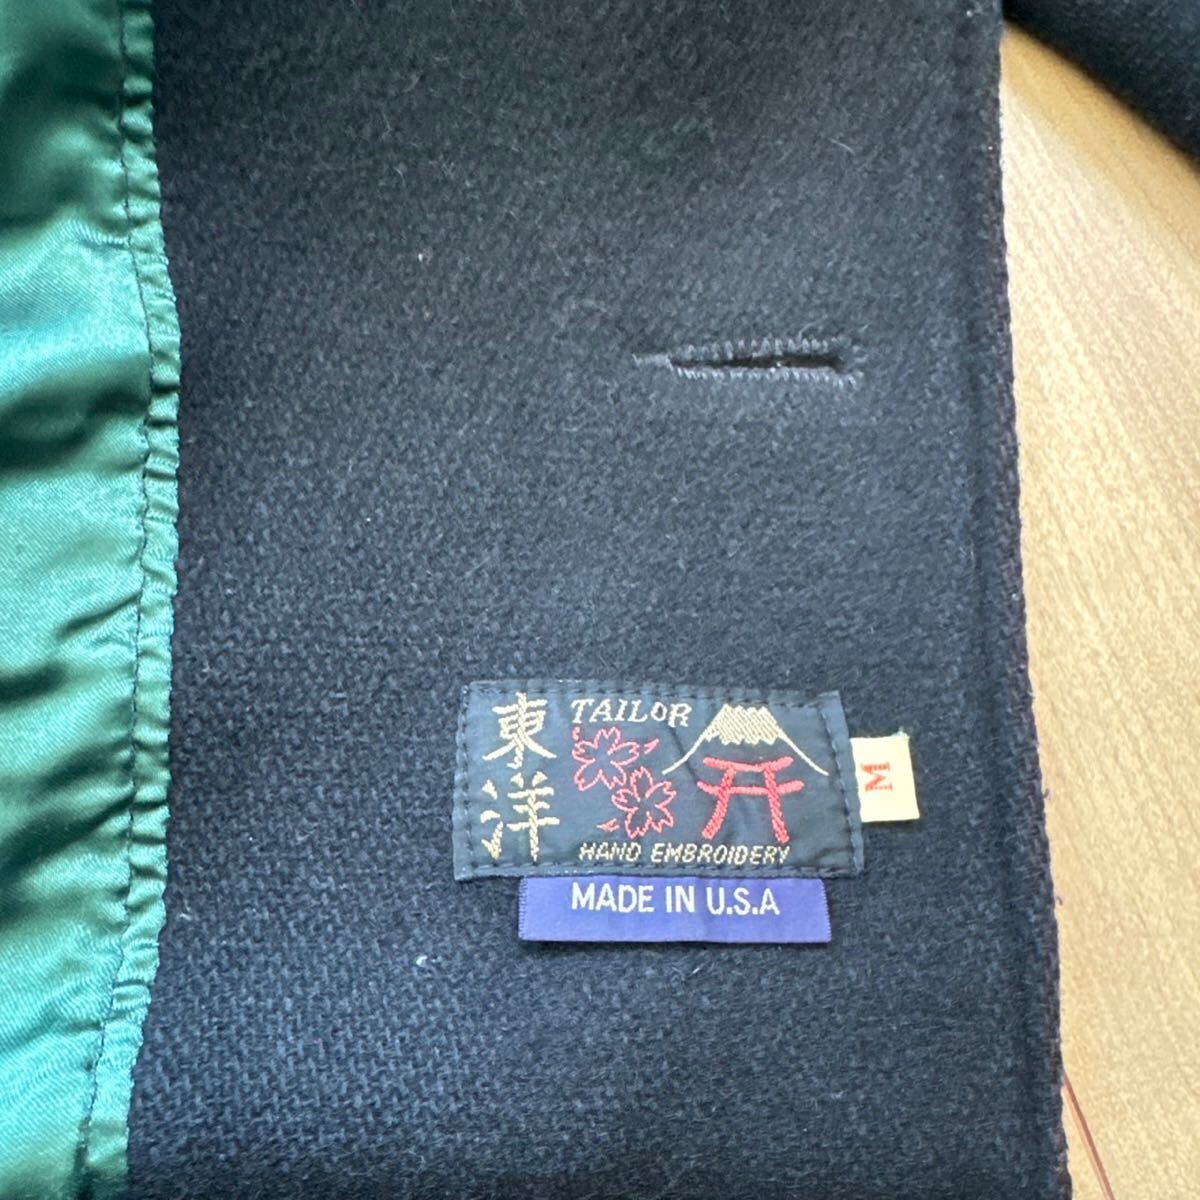 東洋
TAILOR
HAND EMBROIDERY
M
MADE IN U.S.A